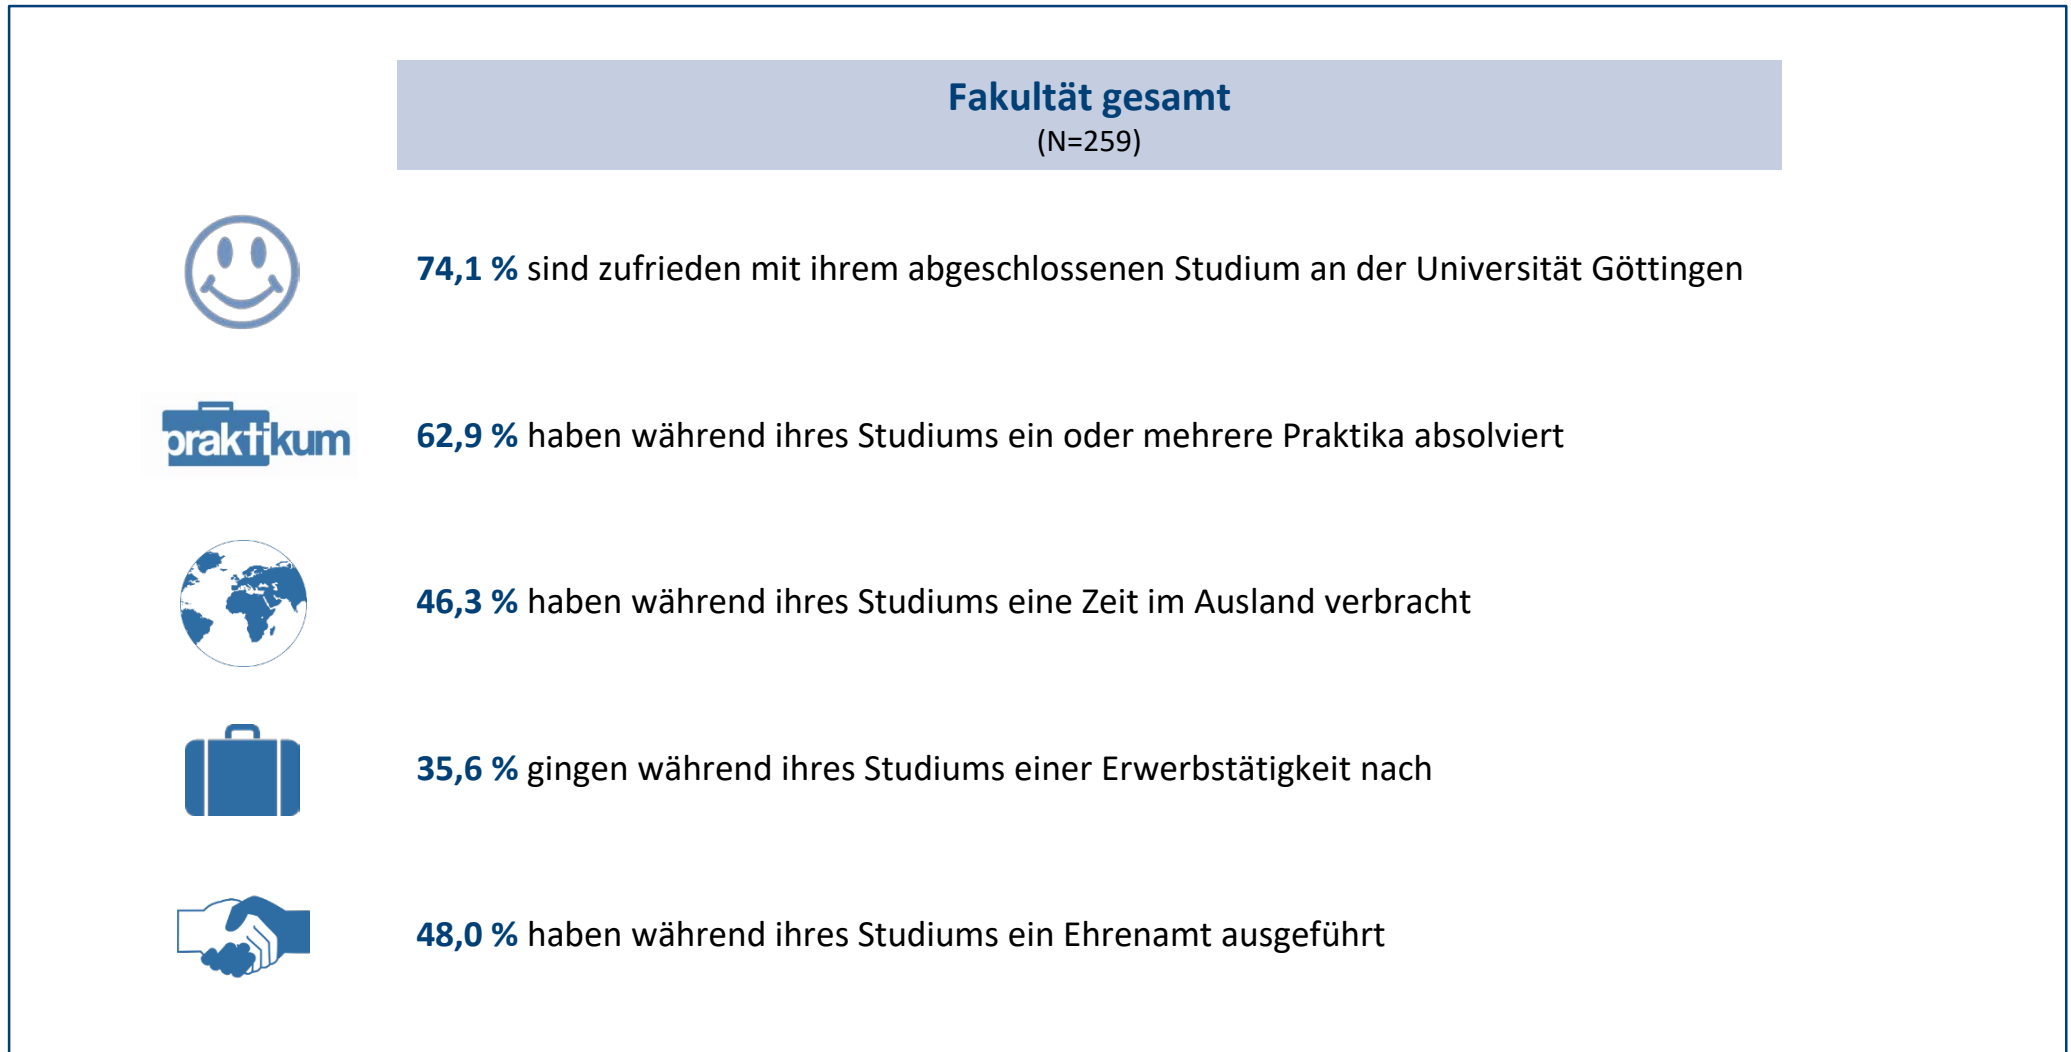 Fakultät gesamt
(N=259)
74,1 % sind zufrieden mit ihrem abgeschlossenen Studium an der Universität Göttingen
praktikum
62,9 % haben während ihres Studiums ein oder mehrere Praktika absolviert
46,3 % haben während ihres Studiums eine Zeit im Ausland verbracht
35,6 % gingen während ihres Studiums einer Erwerbstätigkeit nach
48,0 % haben während ihres Studiums ein Ehrenamt ausgeführt